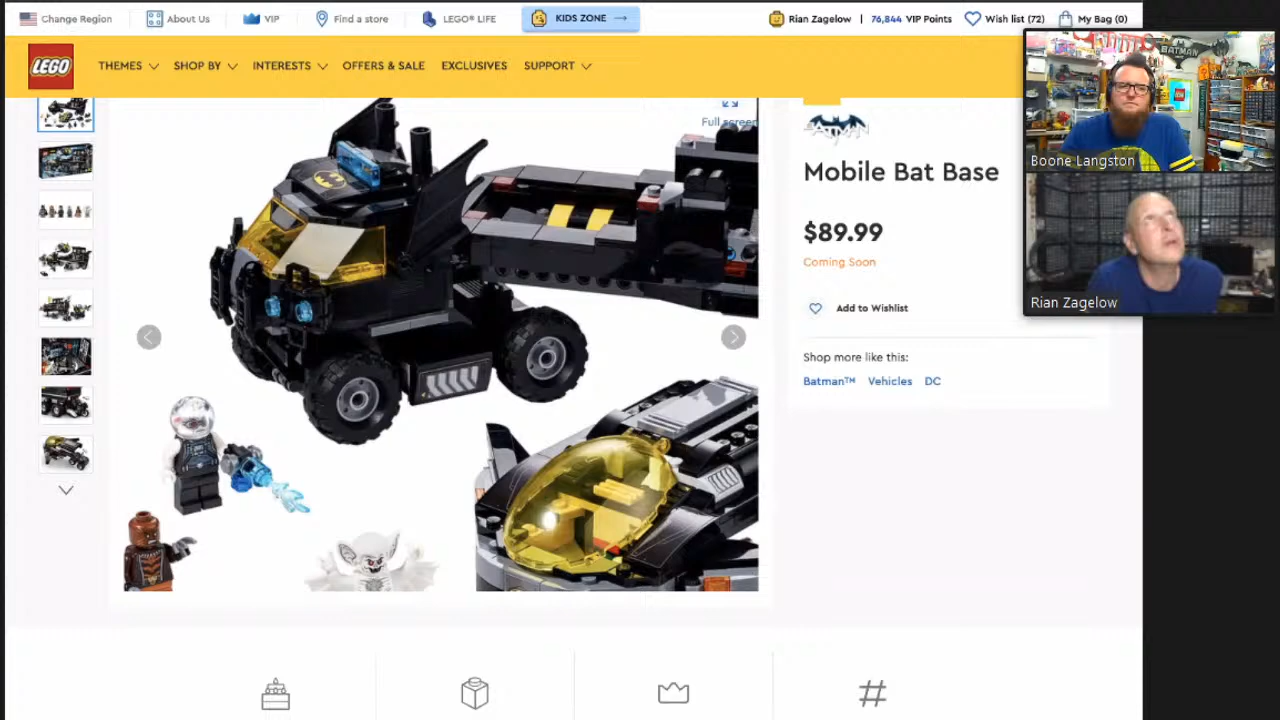 Change Region
About Us
VIP
Find a store
LEGO® LIFE
KIDS ZONE →
Rian Zagelow | 76,844 VIP Points
Wish list (72)
My Bag (0)
LEGO
THEMES
SHOP BY
INTERESTS
OFFERS & SALE
EXCLUSIVES
SUPPORT
Full screen
BATMAN
Mobile Bat Base
$89.99
Coming Soon
Add to Wishlist
Shop more like this:
Batman™ Vehicles DC
BATMAN
Boone Langston
Rian Zagelow
#